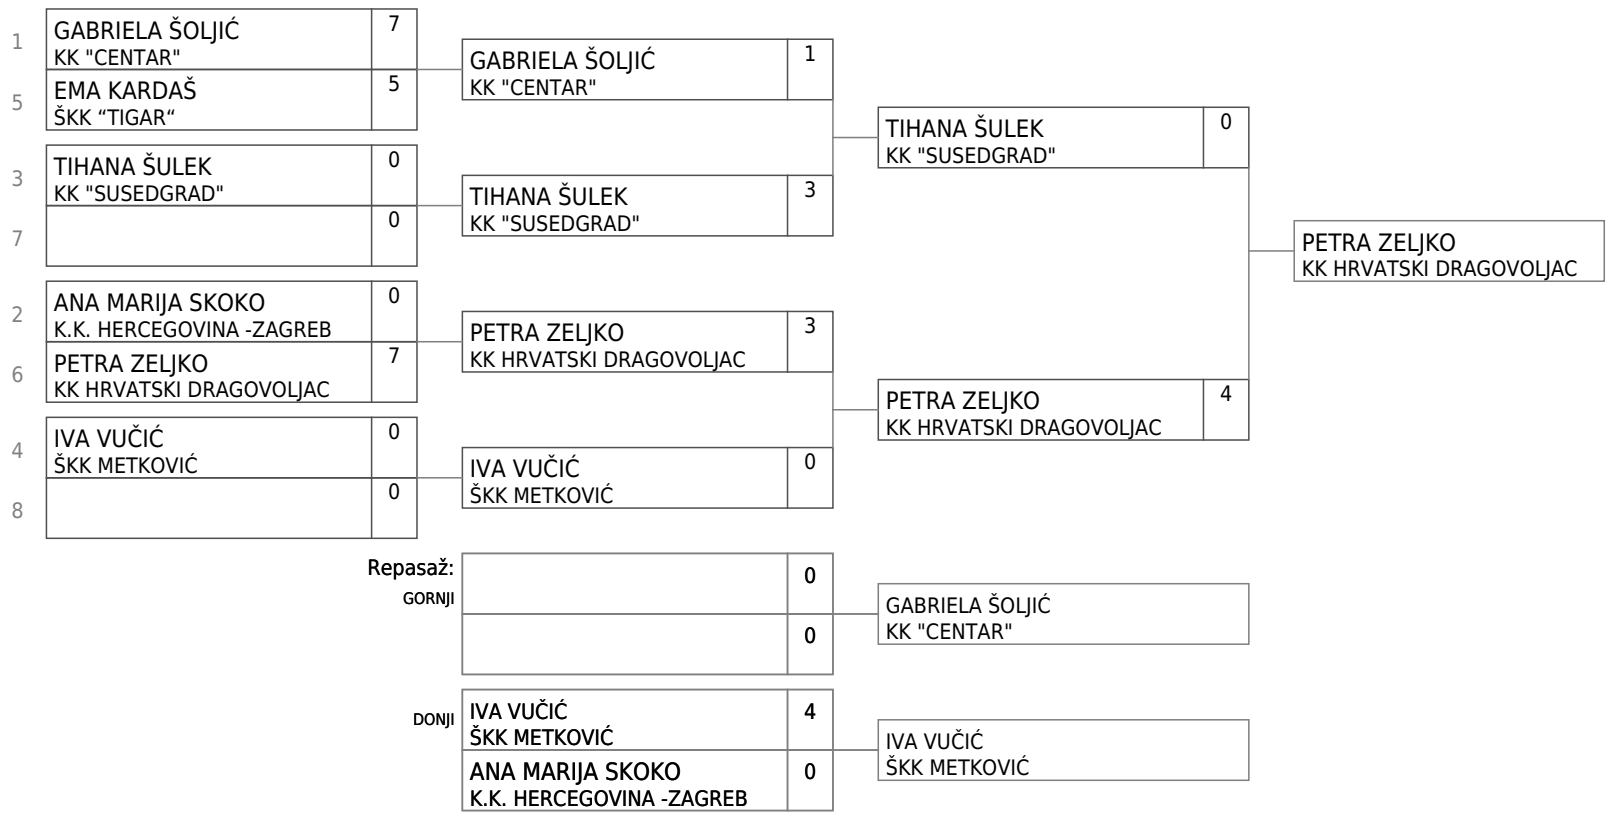 1
GABRIELA ŠOLJIĆ
KK "CENTAR"
7
5
EMA KARDAŠ
ŠKK “TIGAR“
5
3
TIHANA ŠULEK
KK "SUSEDGRAD"
0
7
0
2
ANA MARIJA SKOKO
K.K. HERCEGOVINA -ZAGREB
0
6
PETRA ZELJKO
KK HRVATSKI DRAGOVOLJAC
7
4
IVA VUČIĆ
ŠKK METKOVIĆ
0
8
0
GABRIELA ŠOLJIĆ
KK "CENTAR"
1
TIHANA ŠULEK
KK "SUSEDGRAD"
3
PETRA ZELJKO
KK HRVATSKI DRAGOVOLJAC
3
IVA VUČIĆ
ŠKK METKOVIĆ
0
TIHANA ŠULEK
KK "SUSEDGRAD"
0
PETRA ZELJKO
KK HRVATSKI DRAGOVOLJAC
4
PETRA ZELJKO
KK HRVATSKI DRAGOVOLJAC
Repasaž:
GORNJI
0
0
GABRIELA ŠOLJIĆ
KK "CENTAR"
DONJI
IVA VUČIĆ
ŠKK METKOVIĆ
4
ANA MARIJA SKOKO
K.K. HERCEGOVINA -ZAGREB
0
IVA VUČIĆ
ŠKK METKOVIĆ